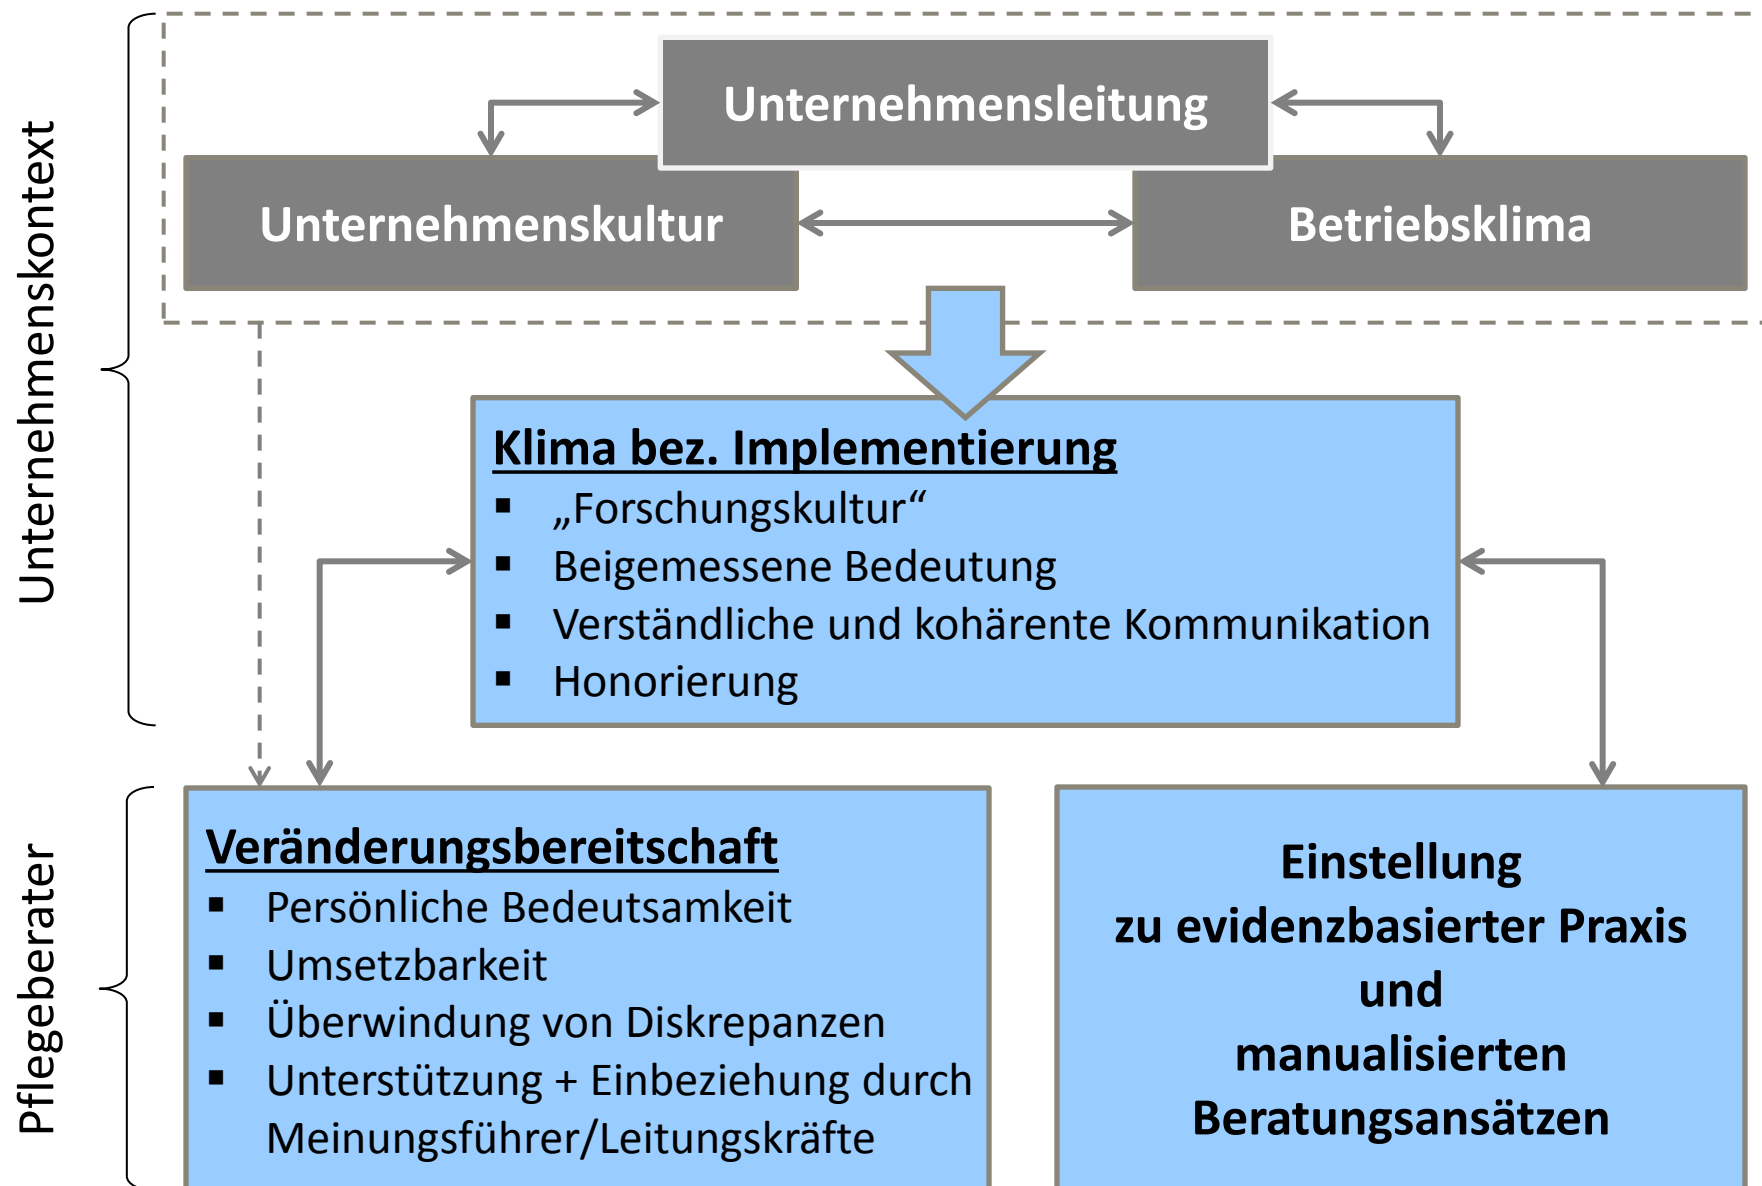 Unternehmenskontext
Unternehmensleitung
Unternehmenskultur
Betriebsklima
Klima bez. Implementierung
▪ „Forschungskultur“
▪ Beigemessene Bedeutung
▪ Verständliche und kohärente Kommunikation
▪ Honorierung
Pflegeberater
Veränderungsbereitschaft
▪ Persönliche Bedeutsamkeit
▪ Umsetzbarkeit
▪ Überwindung von Diskrepanzen
▪ Unterstützung + Einbeziehung durch
Meinungsführer/Leitungskräfte
Einstellung
zu evidenzbasierter Praxis
und
manualisierten
Beratungsansätzen